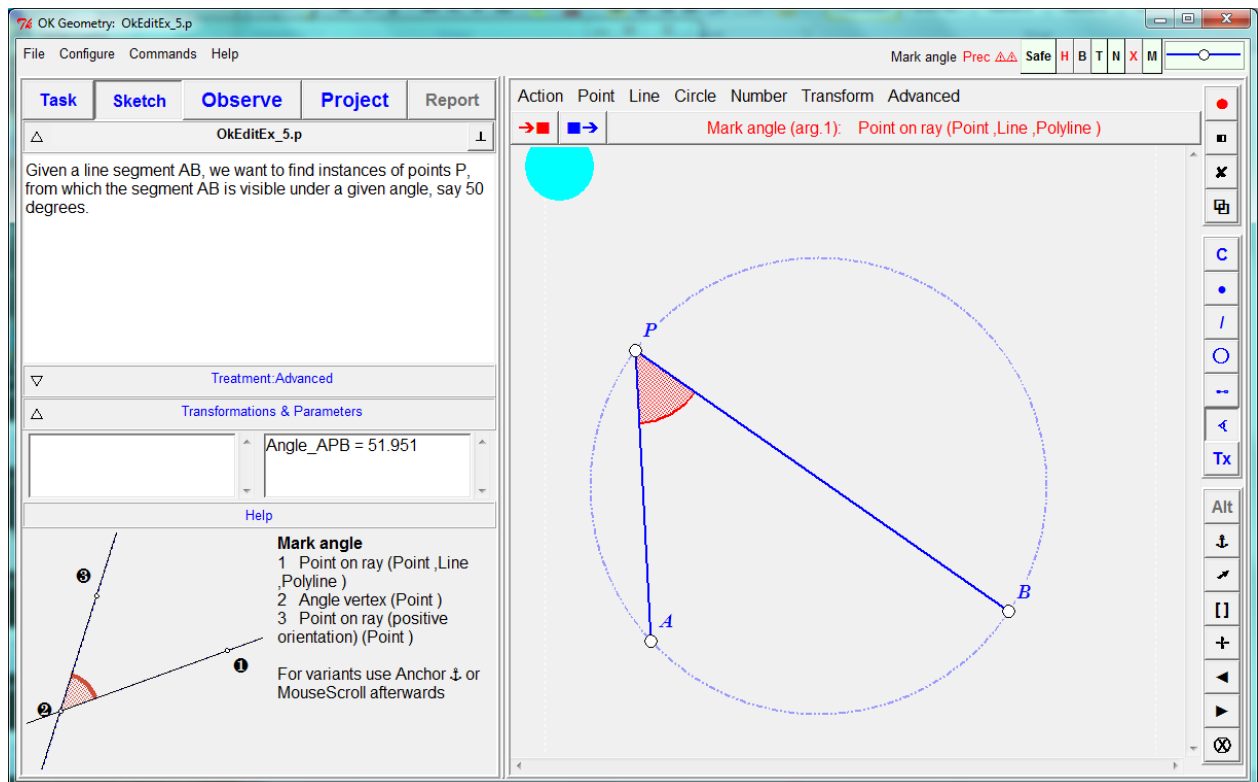 OK Geometry: OkEditEx_5.p
File Configure Commands Help
Mark angle Prec ⚠⚠ Safe H B T N X M
Task Sketch Observe Project Report
OkEditEx_5.p
Given a line segment AB, we want to find instances of points P,
from which the segment AB is visible under a given angle, say 50
degrees.
Treatment:Advanced
Transformations & Parameters
Angle_APB = 51.951
Help
Mark angle
1 Point on ray (Point ,Line
,Polyline )
2 Angle vertex (Point )
3 Point on ray (positive
orientation) (Point )
For variants use Anchor ⚓ or
MouseScroll afterwards
❸
❶
❷
Action Point Line Circle Number Transform Advanced
Mark angle (arg.1): Point on ray (Point ,Line ,Polyline )
P
B
A
C
Tx
Alt
[ ]